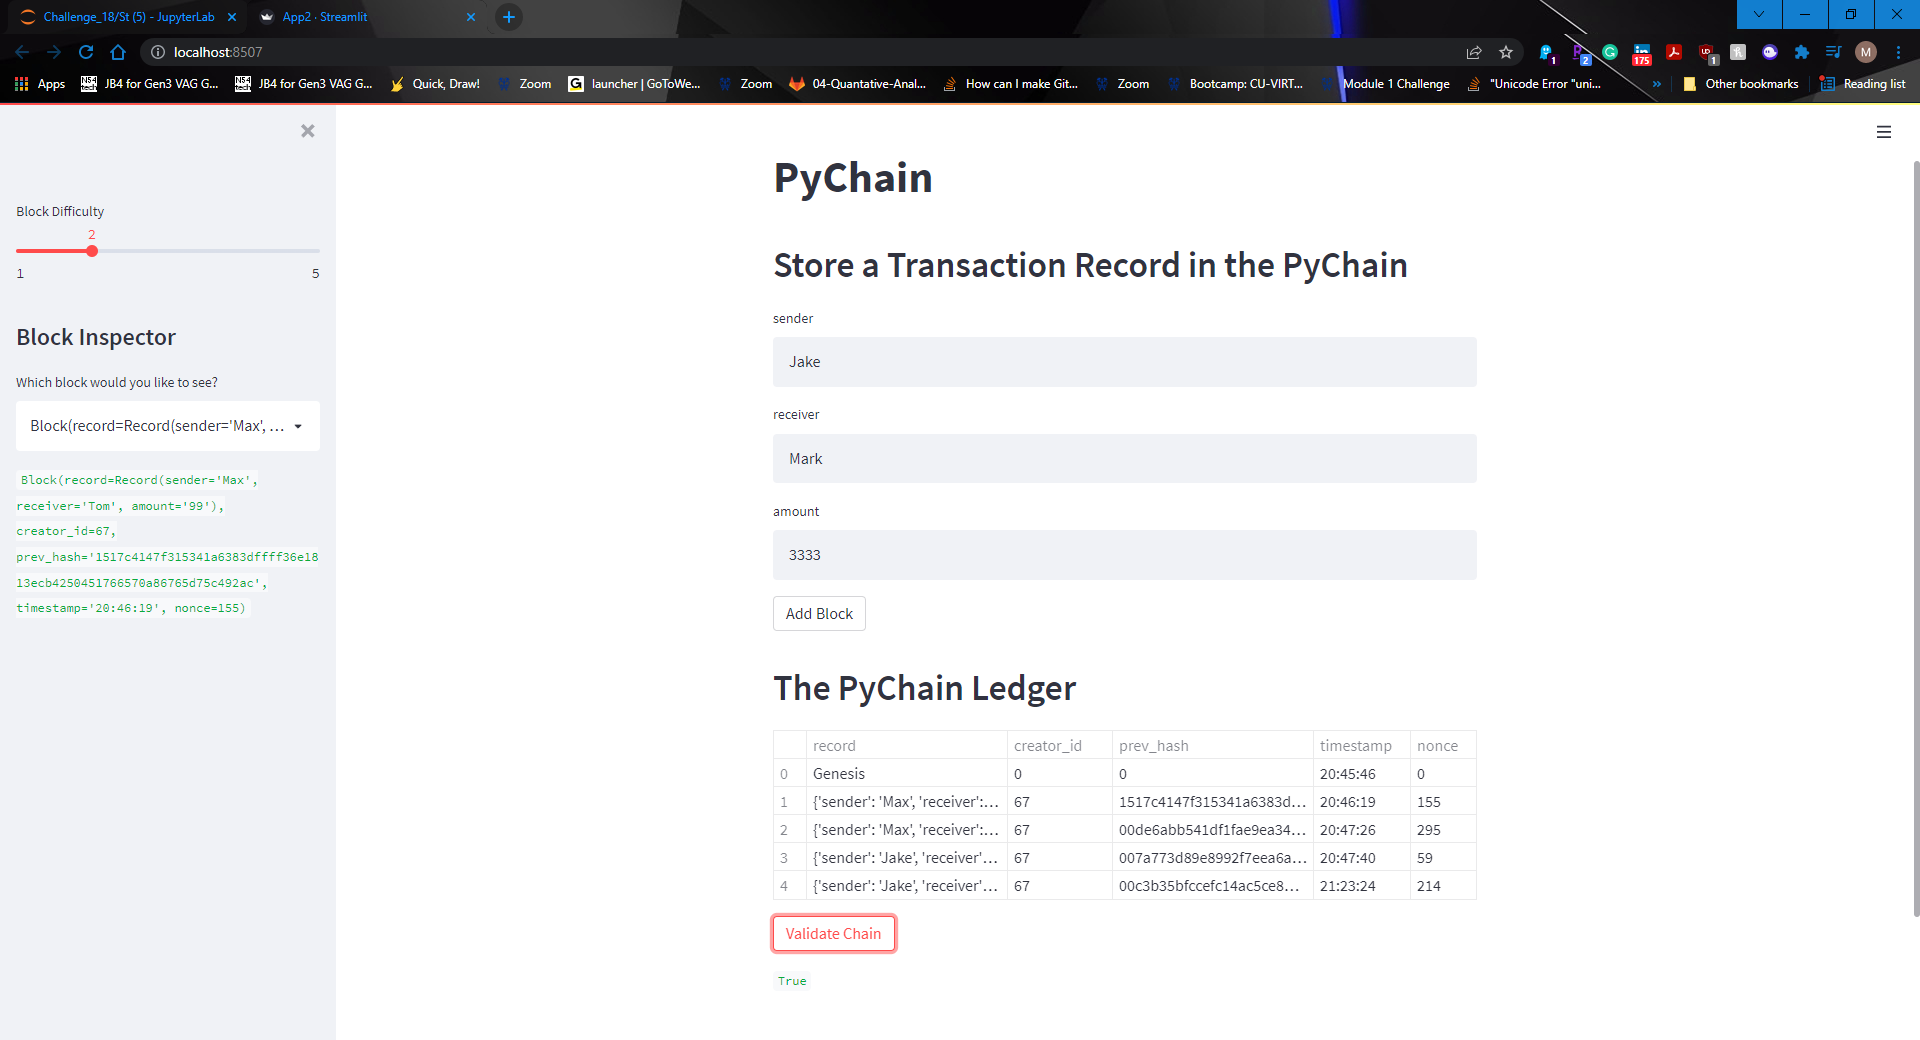 Challenge_18/St (5) - JupyterLab
App2 · Streamlit
localhost:8507
1
2
175
1
M
Apps
JB4 for Gen3 VAG G...
JB4 for Gen3 VAG G...
Quick, Draw!
Zoom
launcher | GoToWe...
Zoom
04-Quantative-Anal...
How can I make Git...
Zoom
Bootcamp: CU-VIRT...
Module 1 Challenge
"Unicode Error "uni...
»
Other bookmarks
Reading list
Block Difficulty
2
1 5
Block Inspector
Which block would you like to see?
Block(record=Record(sender='Max', ...
Block(record=Record(sender='Max',
receiver='Tom', amount='99'),
creator_id=67,
prev_hash='1517c4147f315341a6383dffff36e18
13ecb4250451766570a86765d75c492ac',
timestamp='20:46:19', nonce=155)
PyChain
Store a Transaction Record in the PyChain
sender
Jake
receiver
Mark
amount
3333
Add Block
The PyChain Ledger
record creator_id prev_hash timestamp nonce
0 Genesis 0 0 20:45:46 0
1 {'sender': 'Max', 'receiver':... 67 1517c4147f315341a6383d... 20:46:19 155
2 {'sender': 'Max', 'receiver':... 67 00de6abb541df1fae9ea34... 20:47:26 295
3 {'sender': 'Jake', 'receiver'... 67 007a773d89e8992f7eea6a... 20:47:40 59
4 {'sender': 'Jake', 'receiver'... 67 00c3b35bfccefc14ac5ce8... 21:23:24 214
Validate Chain
True